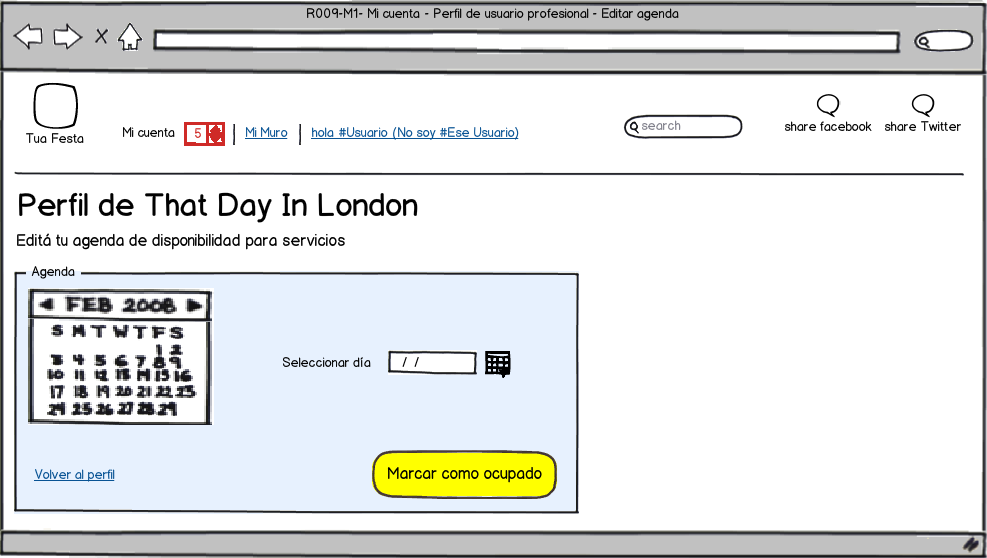 R009-M1- Mi cuenta - Perfil de usuario profesional - Editar agenda
Tua Festa
Mi cuenta 5 | Mi Muro | hola #Usuario (No soy #Ese Usuario)
search
share facebook
share Twitter
Perfil de That Day In London
Editá tu agenda de disponibilidad para servicios
Agenda
FEB 2008
S M T W T F S
1 2
3 4 5 6 7 8 9
10 11 12 13 14 15 16
17 18 19 20 21 22 23
24 25 26 27 28 29
Seleccionar día / /
Volver al perfil
Marcar como ocupado